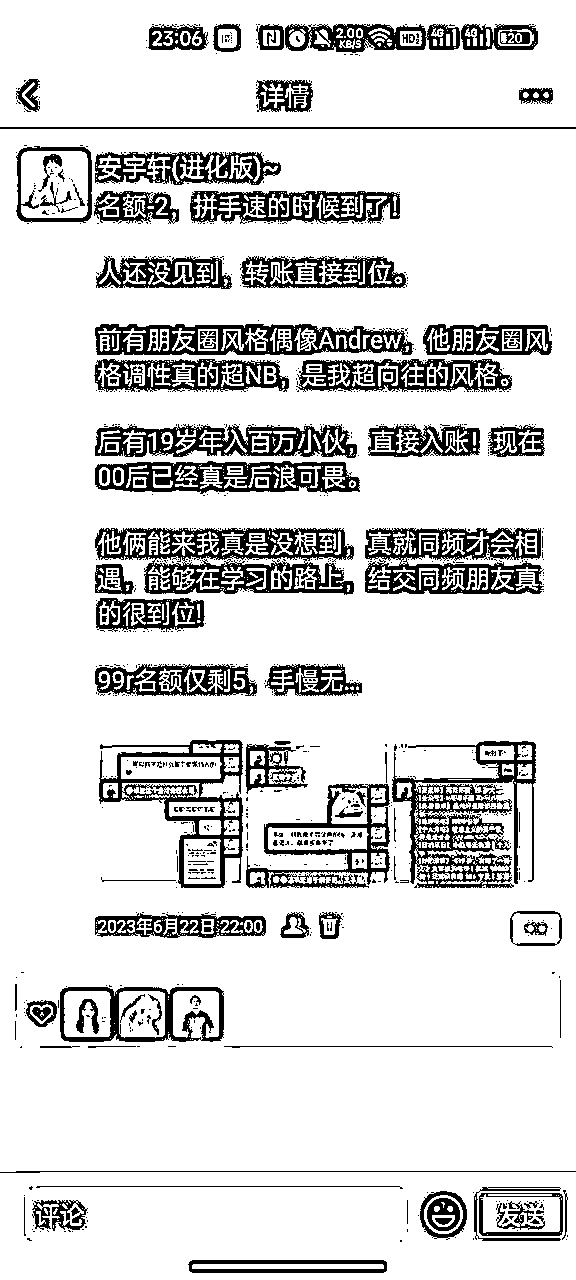 23:06
2.00
KB/S
HD
4G
4G
20
详情
安宇轩(进化版)~
名额-2，拼手速的时候到了！
人还没见到，转账直接到位。
前有朋友圈风格偶像Andrew，他朋友圈风
格调性真的超NB，是我超向往的风格。
后有19岁年入百万小伙，直接入账！现在
00后已经真是后浪可畏。
他俩能来我真是没想到，真就同频才会相
遇，能够在学习的路上，结交同频朋友真
的很到位!
99r名额仅剩5，手慢无...
2023年6月22日 22:00
评论
发送